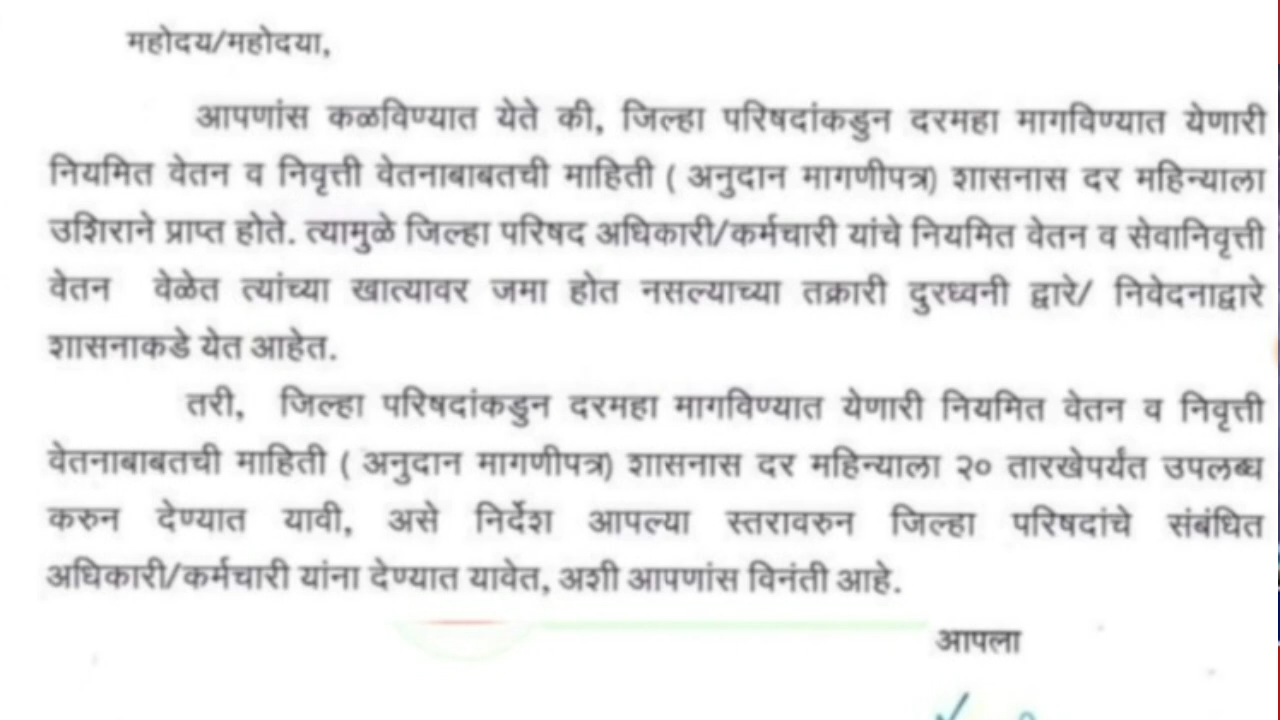 महोदय/महोदया,
आपणांस कळविण्यात येते की, जिल्हा परिषदांकडुन दरमहा मागविण्यात येणारी
नियमित वेतन व निवृत्ती वेतनाबाबतची माहिती ( अनुदान मागणीपत्र) शासनास दर महिन्याला
उशिराने प्राप्त होते. त्यामुळे जिल्हा परिषद अधिकारी/कर्मचारी यांचे नियमित वेतन व सेवानिवृत्ती
वेतन वेळेत त्यांच्या खात्यावर जमा होत नसल्याच्या तक्रारी दुरध्वनी द्वारे/ निवेदनाद्वारे
शासनाकडे येत आहेत.
तरी, जिल्हा परिषदांकडुन दरमहा मागविण्यात येणारी नियमित वेतन व निवृत्ती
वेतनाबाबतची माहिती ( अनुदान मागणीपत्र) शासनास दर महिन्याला २० तारखेपर्यंत उपलब्ध
करुन देण्यात यावी, असे निर्देश आपल्या स्तरावरुन जिल्हा परिषदांचे संबंधित
अधिकारी/कर्मचारी यांना देण्यात यावेत, अशी आपणांस विनंती आहे.
आपला